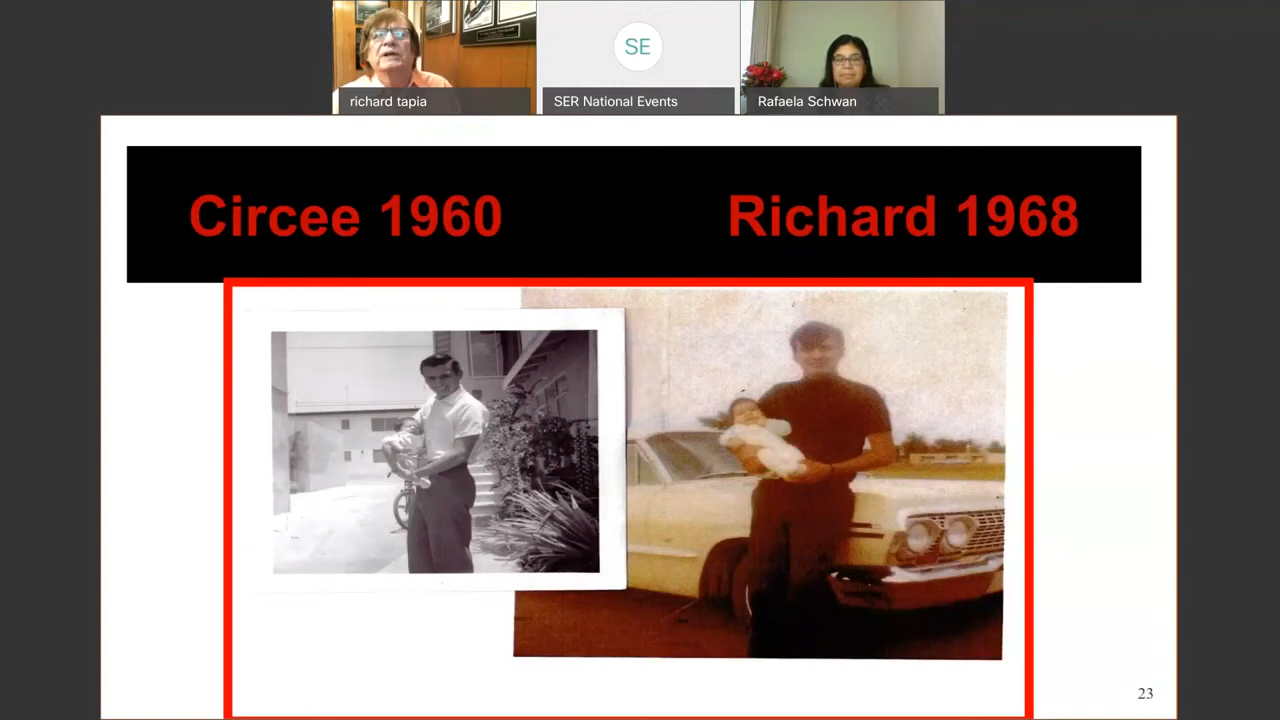 SE
richard tapia
SER National Events
Rafaela Schwan
Circee 1960
Richard 1968
23